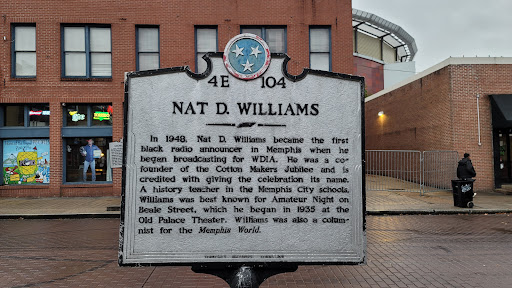 4E 104
NAT D. WILLIAMS
In 1948, Nat D. Williams became the first
black radio announcer in Memphis when he
began broadcasting for WDIA. He was a co-
founder of the Cotton Makers Jubilee and is
credited with giving the celebration its name.
A history teacher in the Memphis City schools,
Williams was best known for Amateur Night on
Beale Street, which he began in 1935 at the
Old Palace Theater. Williams was also a colum-
nist for the Memphis World.